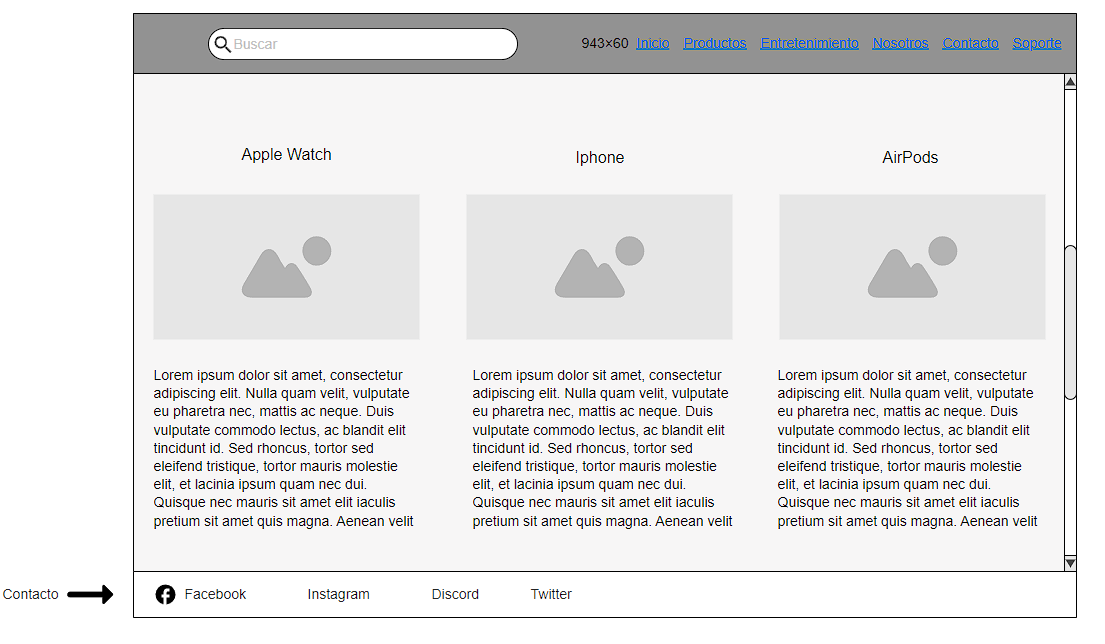 Buscar
943×60 Inicio Productos Entretenimiento Nosotros Contacto Soporte
Apple Watch
Iphone
AirPods
Lorem ipsum dolor sit amet, consectetur
adipiscing elit. Nulla quam velit, vulputate
eu pharetra nec, mattis ac neque. Duis
vulputate commodo lectus, ac blandit elit
tincidunt id. Sed rhoncus, tortor sed
eleifend tristique, tortor mauris molestie
elit, et lacinia ipsum quam nec dui.
Quisque nec mauris sit amet elit iaculis
pretium sit amet quis magna. Aenean velit
Lorem ipsum dolor sit amet, consectetur
adipiscing elit. Nulla quam velit, vulputate
eu pharetra nec, mattis ac neque. Duis
vulputate commodo lectus, ac blandit elit
tincidunt id. Sed rhoncus, tortor sed
eleifend tristique, tortor mauris molestie
elit, et lacinia ipsum quam nec dui.
Quisque nec mauris sit amet elit iaculis
pretium sit amet quis magna. Aenean velit
Lorem ipsum dolor sit amet, consectetur
adipiscing elit. Nulla quam velit, vulputate
eu pharetra nec, mattis ac neque. Duis
vulputate commodo lectus, ac blandit elit
tincidunt id. Sed rhoncus, tortor sed
eleifend tristique, tortor mauris molestie
elit, et lacinia ipsum quam nec dui.
Quisque nec mauris sit amet elit iaculis
pretium sit amet quis magna. Aenean velit
Contacto
Facebook Instagram Discord Twitter